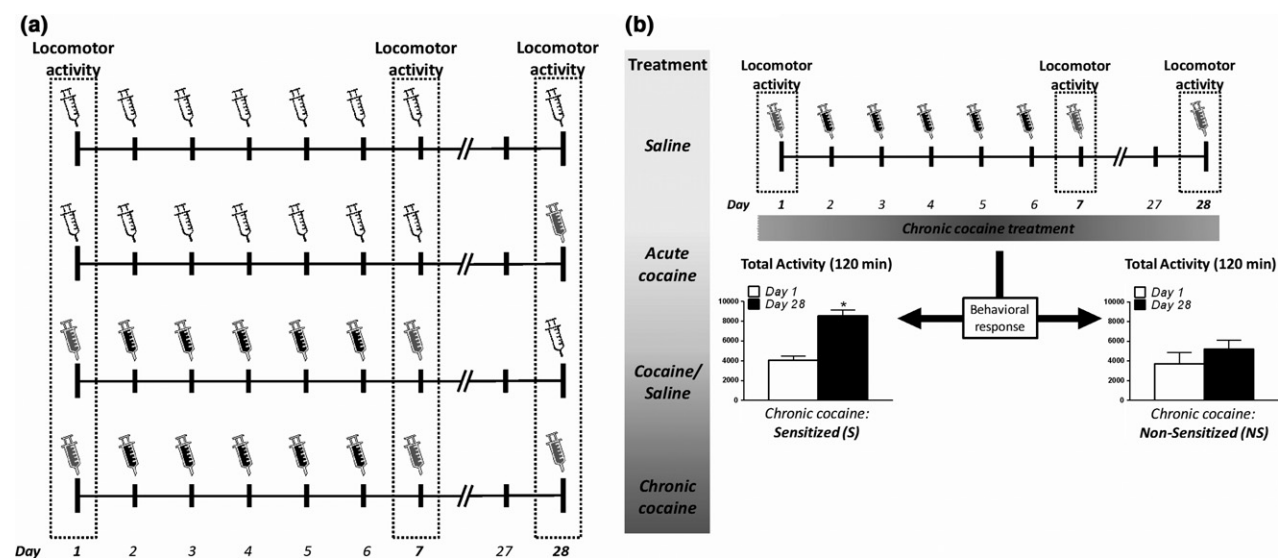 (a)
Locomotor
activity
Locomotor
activity
Locomotor
activity
Day 1 2 3 4 5 6 7 27 28
(b)
Treatment
Saline
Acute
cocaine
Cocaine/
Saline
Chronic
cocaine
Locomotor
activity
Locomotor
activity
Locomotor
activity
Day 1 2 3 4 5 6 7 27 28
Chronic cocaine treatment
Total Activity (120 min)
Day 1
Day 28
10000
8000
6000
4000
2000
0
*
Chronic cocaine:
Sensitized (S)
Behavioral
response
Total Activity (120 min)
Day 1
Day 28
10000
8000
6000
4000
2000
0
Chronic cocaine:
Non-Sensitized (NS)